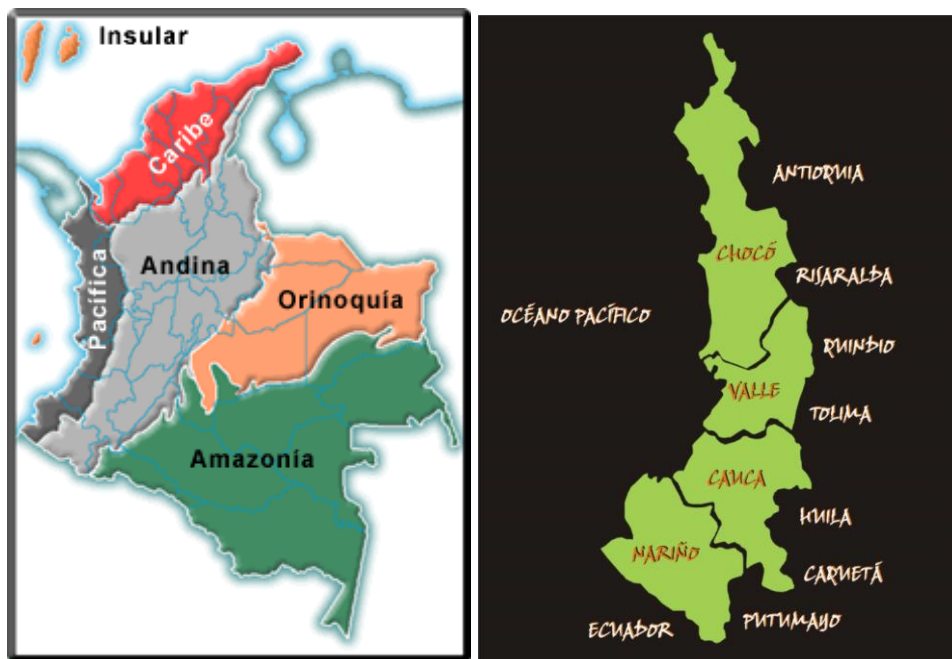 Insular
Caribe
Pacífica
Andina
Orinoquía
Amazonía
ANTIOQUIA
CHOCÓ
RISARALDA
OCÉANO PACÍFICO
QUINDIO
VALLE
TOLIMA
CAUCA
HUILA
NARIÑO
CAQUETÁ
ECUADOR
PUTUMAYO